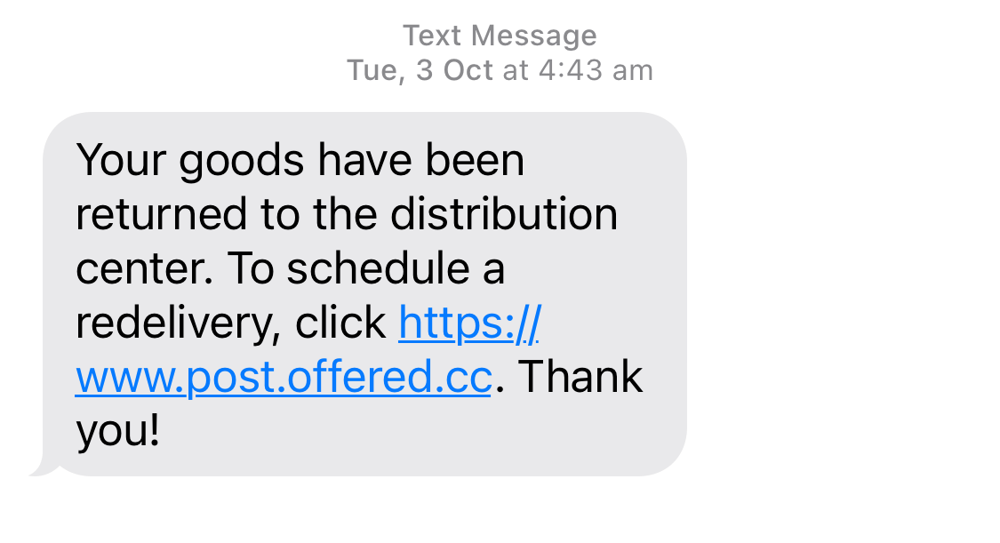 Text Message
Tue, 3 Oct at 4:43 am
Your goods have been
returned to the distribution
center. To schedule a
redelivery, click https://
www.post.offered.cc. Thank
you!